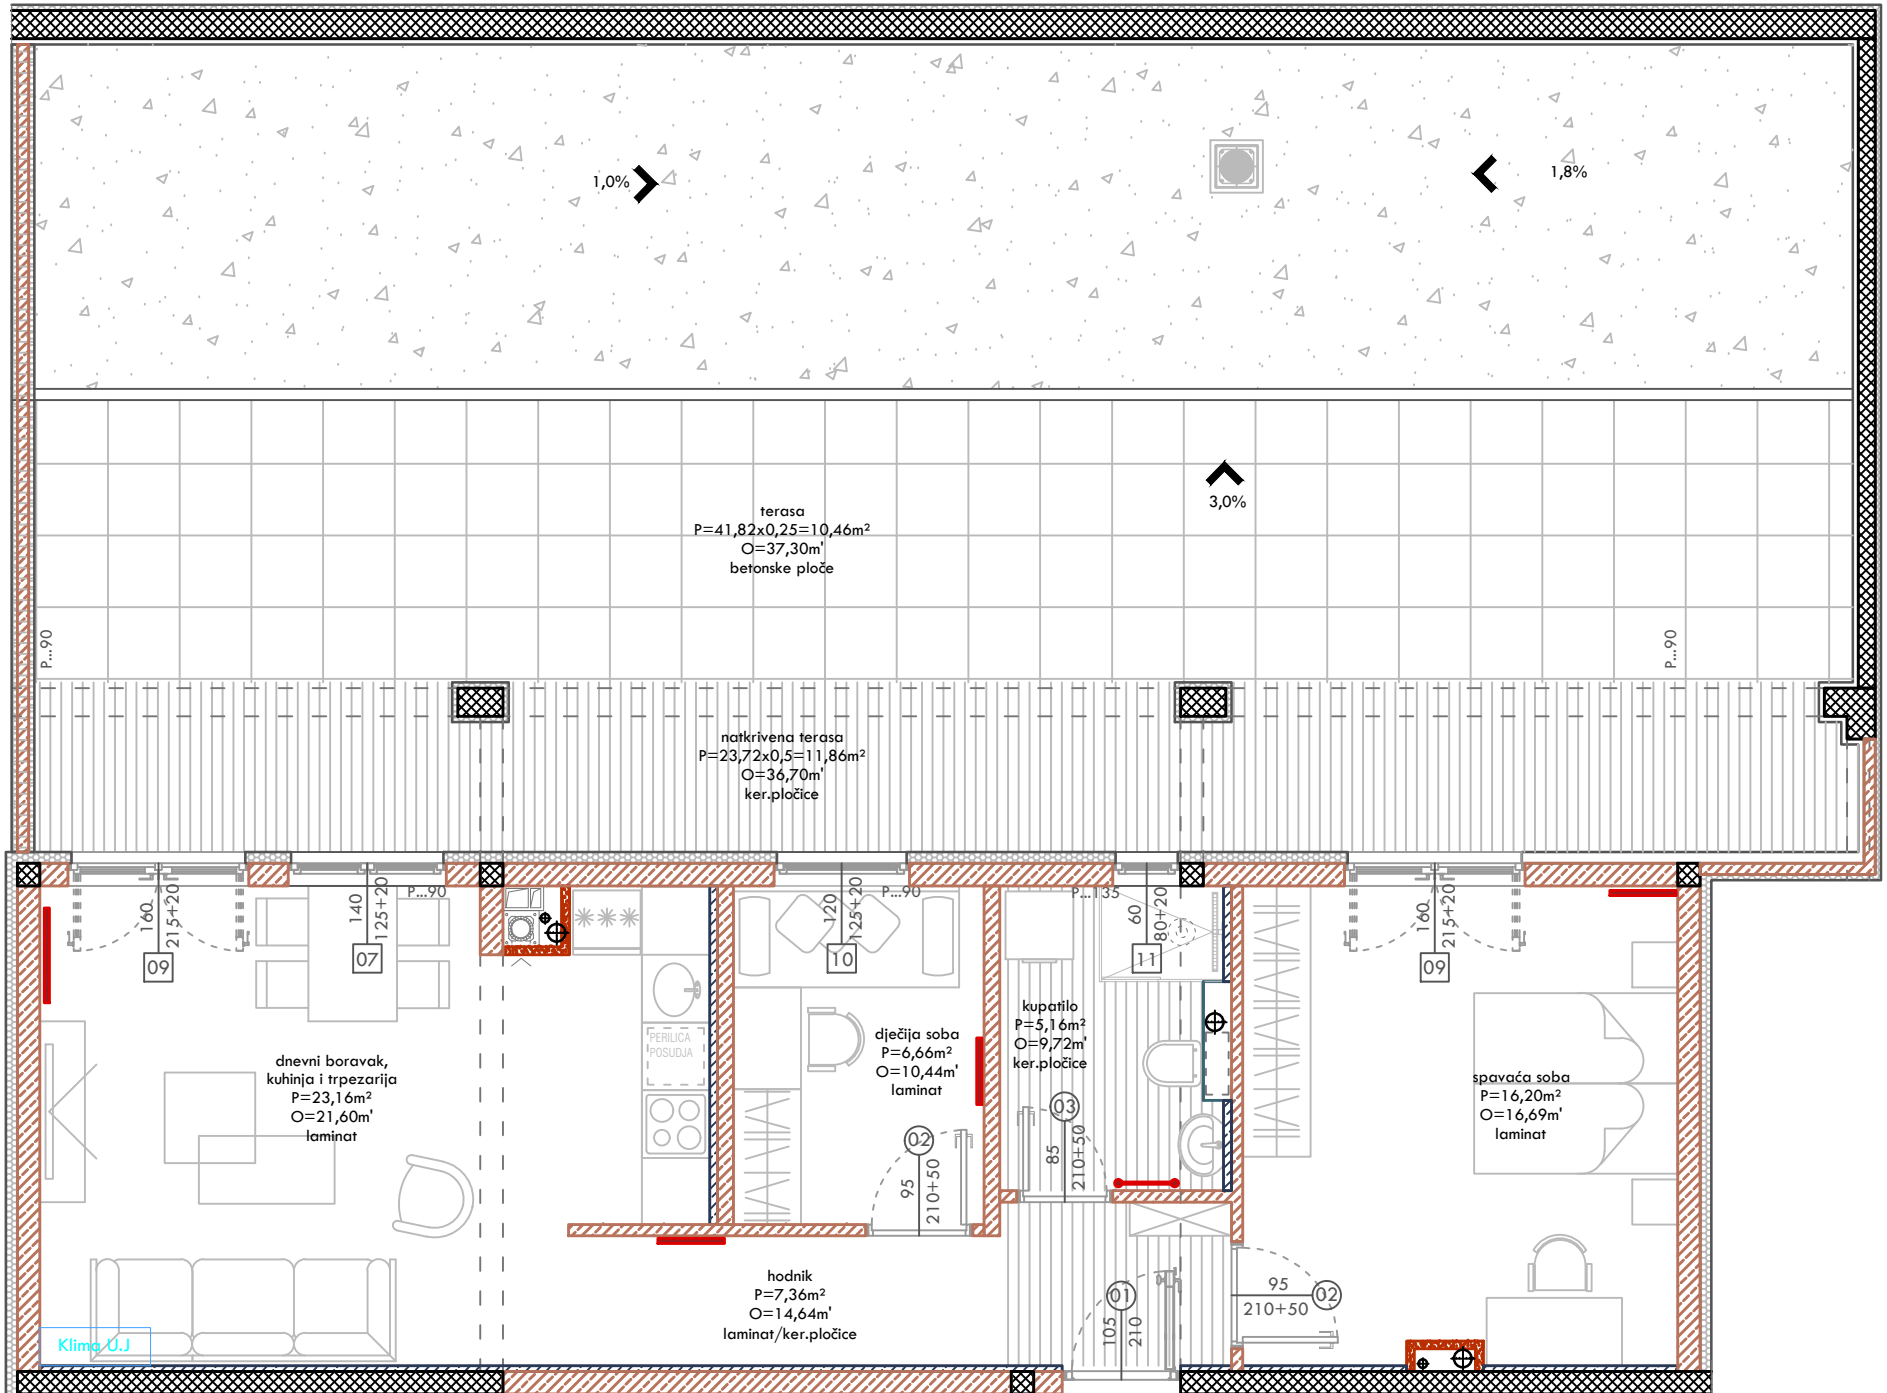 1,0%
1,8%
3,0%
terasa
P=41,82x0,25=10,46m²
O=37,30m'
betonske ploče
P...90
P...90
natkrivena terasa
P=23,72x0,5=11,86m²
O=36,70m'
ker.pločice
160
215+20
09
140
125+20
07
P...90
120
125+20
10
P...90
P...135
60
80+20
11
160
215+20
09
PERILICA
POSUDJA
dnevni boravak,
kuhinja i trpezarija
P=23,16m²
O=21,60m'
laminat
dječija soba
P=6,66m²
O=10,44m'
laminat
kupatilo
P=5,16m²
O=9,72m'
ker.pločice
spavaća soba
P=16,20m²
O=16,69m'
laminat
02
95
210+50
03
85
210+50
hodnik
P=7,36m²
O=14,64m'
laminat/ker.pločice
01
105
210
95
210+50
02
Klima U.J